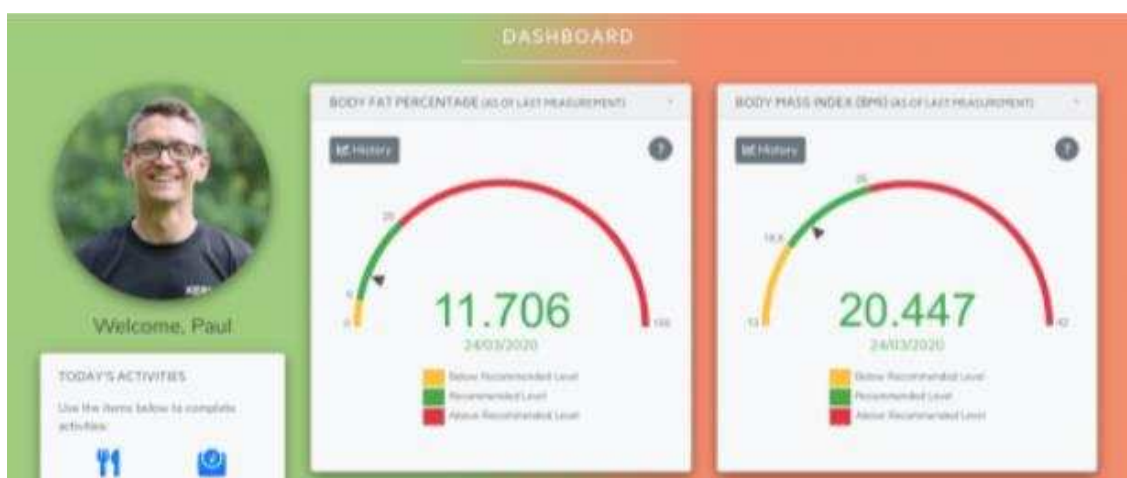 DASHBOARD
Welcome, Paul
TODAY'S ACTIVITIES
Use the items below to complete
activities:
BODY FAT PERCENTAGE (AS OF LAST MEASUREMENT)
History
?
0
100
11.706
24/03/2020
Below Recommended Level
Recommended Level
Above Recommended Level
BODY MASS INDEX (BMI) (AS OF LAST MEASUREMENT)
History
?
18.5
25
42
20.447
24/03/2020
Below Recommended Level
Recommended Level
Above Recommended Level